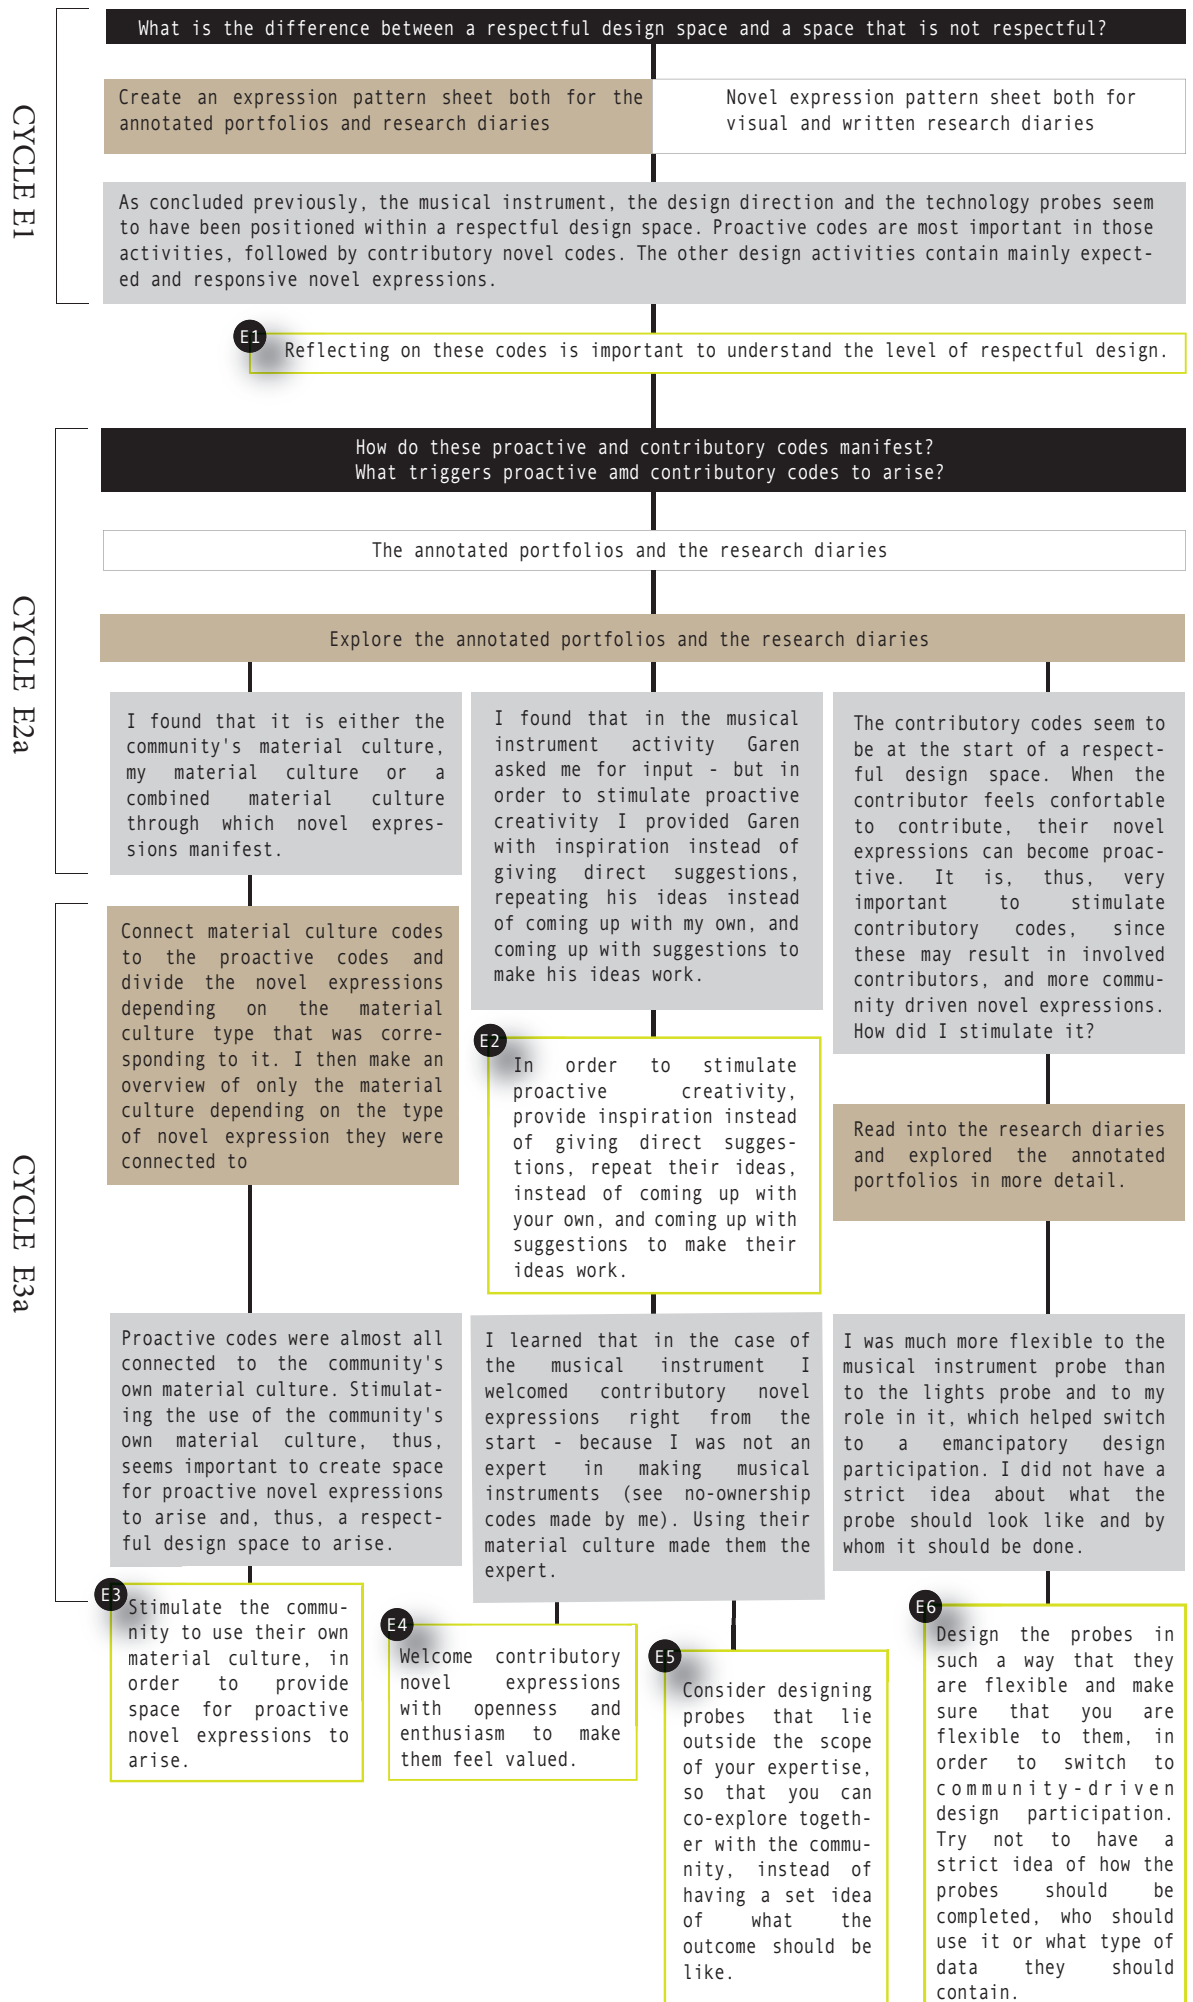 CYCLE E1
What is the difference between a respectful design space and a space that is not respectful?
Create an expression pattern sheet both for the
annotated portfolios and research diaries
Novel expression pattern sheet both for
visual and written research diaries
As concluded previously, the musical instrument, the design direction and the technology probes seem
to have been positioned within a respectful design space. Proactive codes are most important in those
activities, followed by contributory novel codes. The other design activities contain mainly expect-
ed and responsive novel expressions.
E1
Reflecting on these codes is important to understand the level of respectful design.
CYCLE E2a
How do these proactive and contributory codes manifest?
What triggers proactive amd contributory codes to arise?
The annotated portfolios and the research diaries
Explore the annotated portfolios and the research diaries
I found that it is either the
community's material culture,
my material culture or a
combined material culture
through which novel expres-
sions manifest.
I found that in the musical
instrument activity Garen
asked me for input - but in
order to stimulate proactive
creativity I provided Garen
with inspiration instead of
giving direct suggestions,
repeating his ideas instead
of coming up with my own, and
coming up with suggestions to
make his ideas work.
The contributory codes seem to
be at the start of a respect-
ful design space. When the
contributor feels confortable
to contribute, their novel
expressions can become proac-
tive. It is, thus, very
important to stimulate
contributory codes, since
these may result in involved
contributors, and more commu-
nity driven novel expressions.
How did I stimulate it?
CYCLE E3a
Connect material culture codes
to the proactive codes and
divide the novel expressions
depending on the material
culture type that was corre-
sponding to it. I then make an
overview of only the material
culture depending on the type
of novel expression they were
connected to
E2
In order to stimulate
proactive creativity,
provide inspiration instead
of giving direct sugges-
tions, repeat their ideas,
instead of coming up with
your own, and coming up with
suggestions to make their
ideas work.
Read into the research diaries
and explored the annotated
portfolios in more detail.
Proactive codes were almost all
connected to the community's
own material culture. Stimulat-
ing the use of the community's
own material culture, thus,
seems important to create space
for proactive novel expressions
to arise and, thus, a respect-
ful design space to arise.
I learned that in the case of
the musical instrument I
welcomed contributory novel
expressions right from the
start - because I was not an
expert in making musical
instruments (see no-ownership
codes made by me). Using their
material culture made them the
expert.
I was much more flexible to the
musical instrument probe than
to the lights probe and to my
role in it, which helped switch
to a emancipatory design
participation. I did not have a
strict idea about what the
probe should look like and by
whom it should be done.
E3
Stimulate the commu-
nity to use their own
material culture, in
order to provide
space for proactive
novel expressions to
arise.
E4
Welcome contributory
novel expressions
with openness and
enthusiasm to make
them feel valued.
E5
Consider designing
probes that lie
outside the scope
of your expertise,
so that you can
co-explore togeth-
er with the commu-
nity, instead of
having a set idea
of what the
outcome should be
like.
E6
Design the probes in
such a way that they
are flexible and make
sure that you are
flexible to them, in
order to switch to
community-driven
design participation.
Try not to have a
strict idea of how the
probes should be
completed, who should
use it or what type of
data they should
contain.